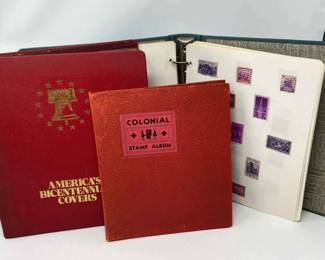 AMERICA'S
BICENTENNIAL
COVERS
COLONIAL
STAMP ALBUM